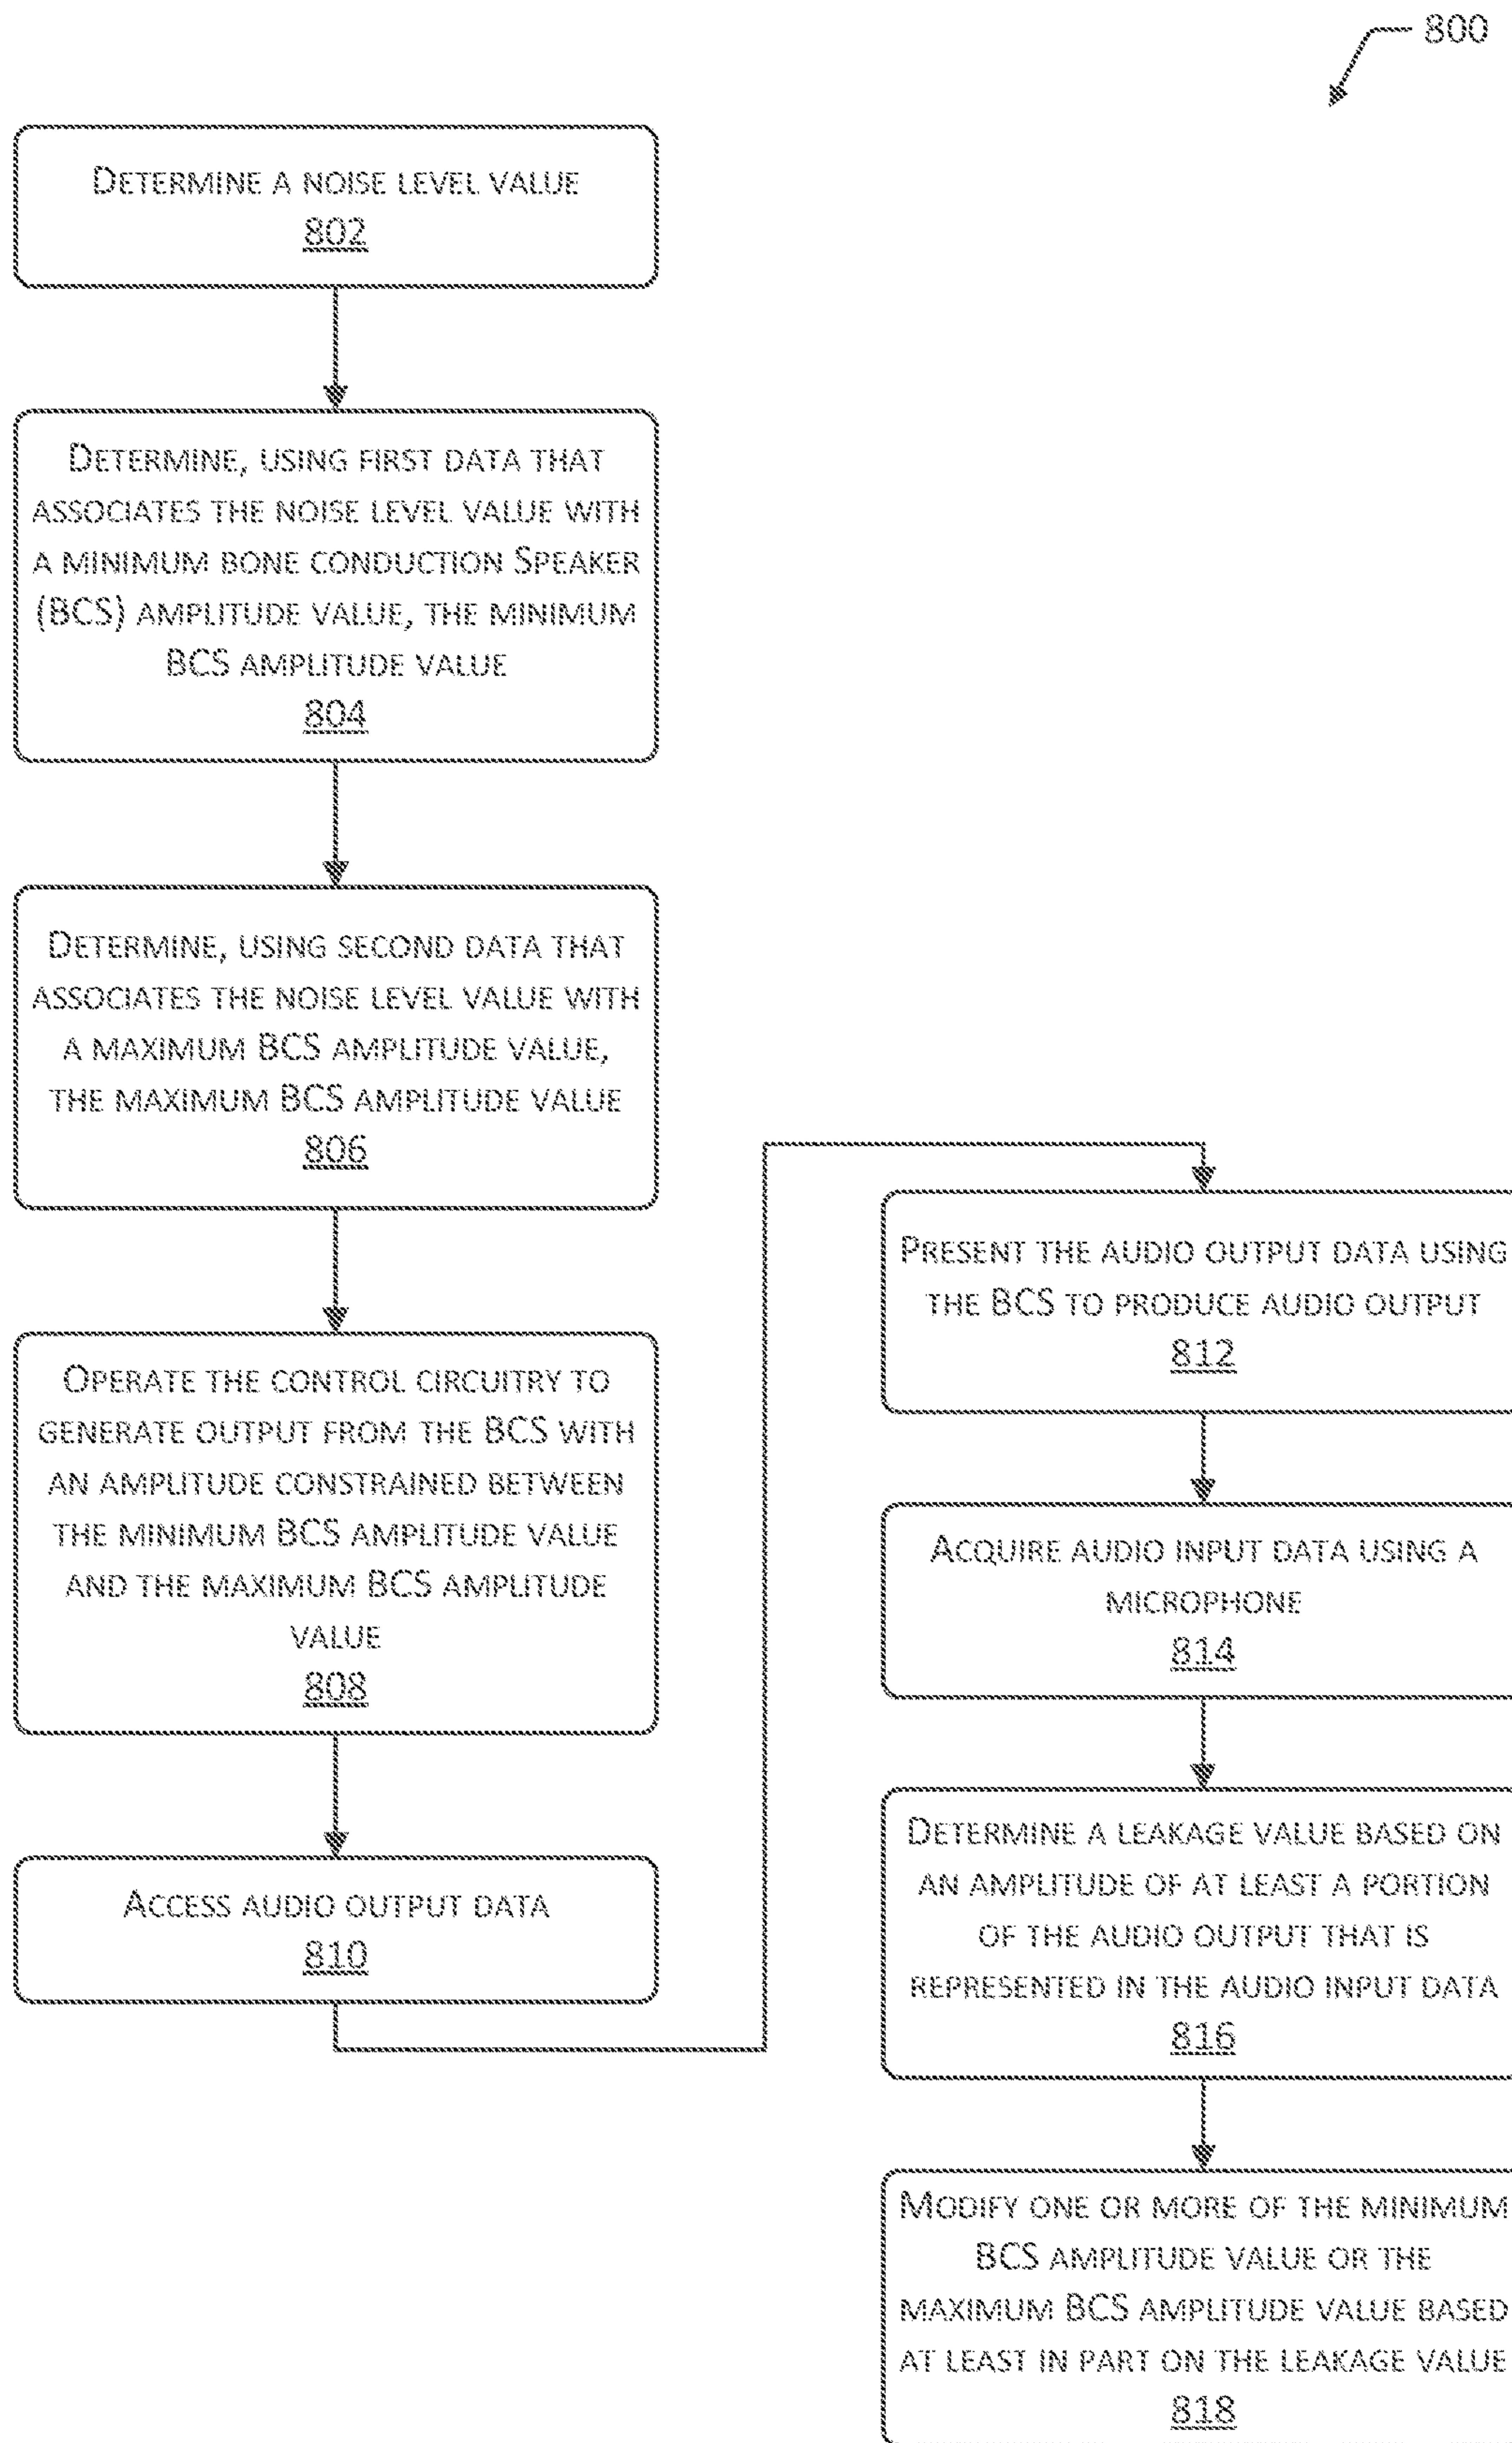 800
DETERMINE A NOISE LEVEL VALUE
802
DETERMINE, USING FIRST DATA THAT
ASSOCIATES THE NOISE LEVEL VALUE WITH
A MINIMUM BONE CONDUCTION SPEAKER
(BCS) AMPLITUDE VALUE, THE MINIMUM
BCS AMPLITUDE VALUE
804
DETERMINE, USING SECOND DATA THAT
ASSOCIATES THE NOISE LEVEL VALUE WITH
A MAXIMUM BCS AMPLITUDE VALUE,
THE MAXIMUM BCS AMPLITUDE VALUE
806
OPERATE THE CONTROL CIRCUITRY TO
GENERATE OUTPUT FROM THE BCS WITH
AN AMPLITUDE CONSTRAINED BETWEEN
THE MINIMUM BCS AMPLITUDE VALUE
AND THE MAXIMUM BCS AMPLITUDE
VALUE
808
ACCESS AUDIO OUTPUT DATA
810
PRESENT THE AUDIO OUTPUT DATA USING
THE BCS TO PRODUCE AUDIO OUTPUT
812
ACQUIRE AUDIO INPUT DATA USING A
MICROPHONE
814
DETERMINE A LEAKAGE VALUE BASED ON
AN AMPLITUDE OF AT LEAST A PORTION
OF THE AUDIO OUTPUT THAT IS
REPRESENTED IN THE AUDIO INPUT DATA
816
MODIFY ONE OR MORE OF THE MINIMUM
BCS AMPLITUDE VALUE OR THE
MAXIMUM BCS AMPLITUDE VALUE BASED
AT LEAST IN PART ON THE LEAKAGE VALUE
818